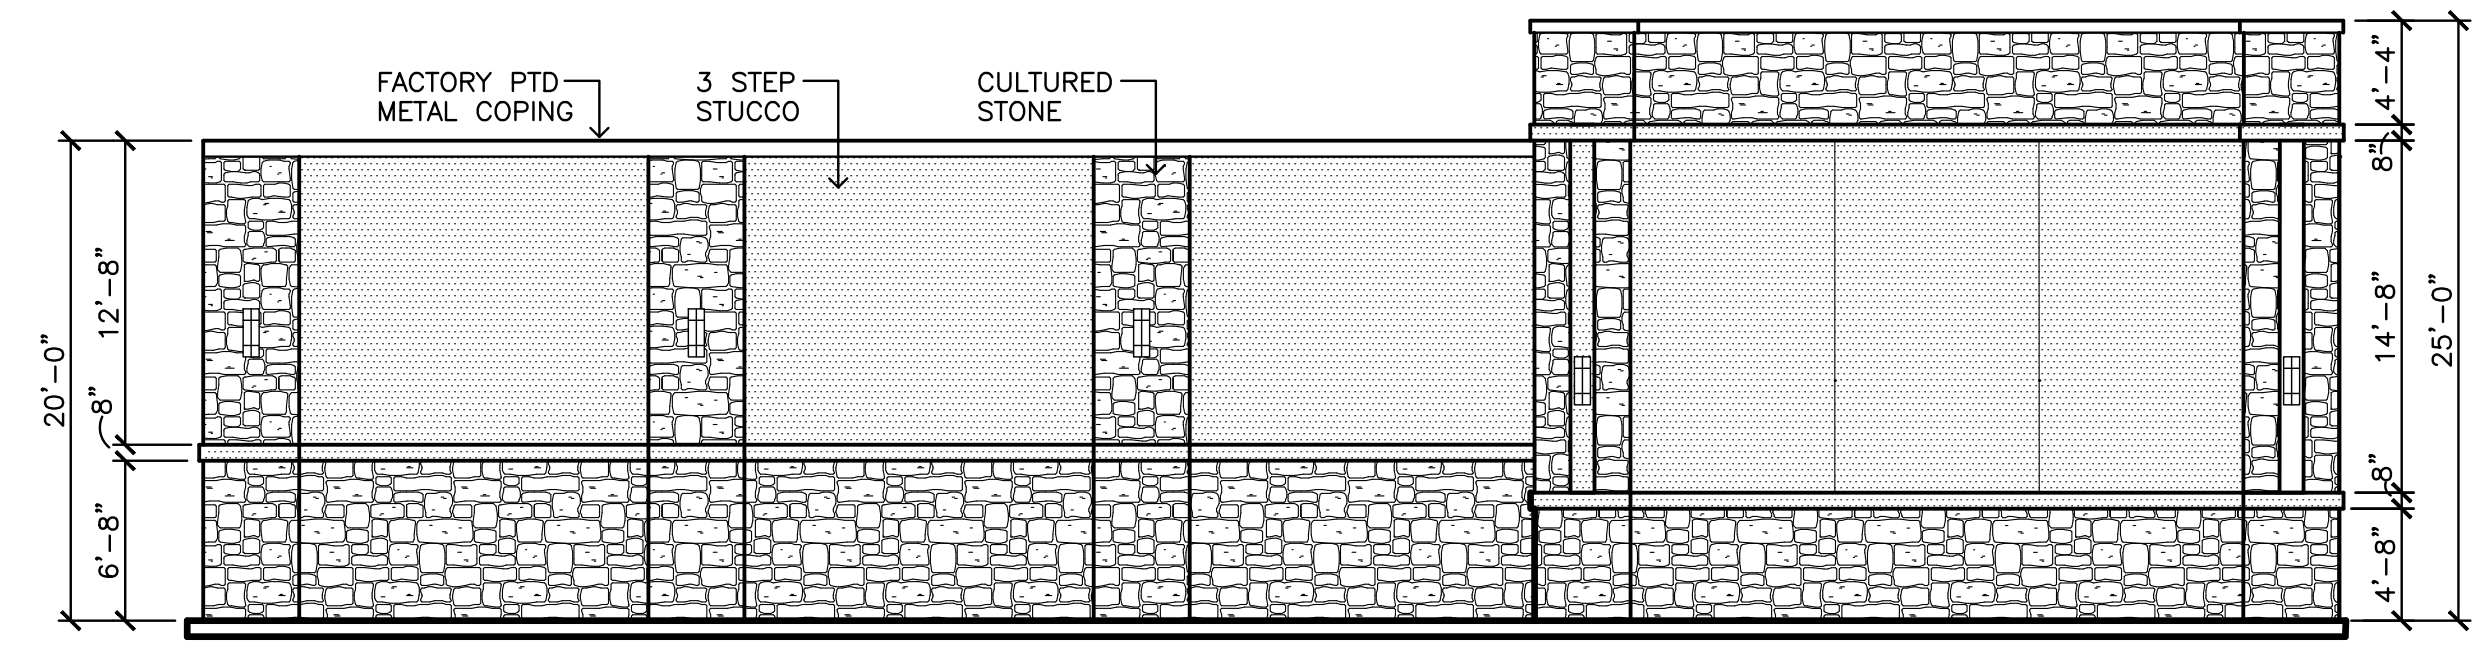 FACTORY PTD
METAL COPING
3 STEP
STUCCO
CULTURED
STONE
20'-0"
12'-8"
8"
6'-8"
4'-4"
8"
14'-8"
8"
4'-8"
25'-0"